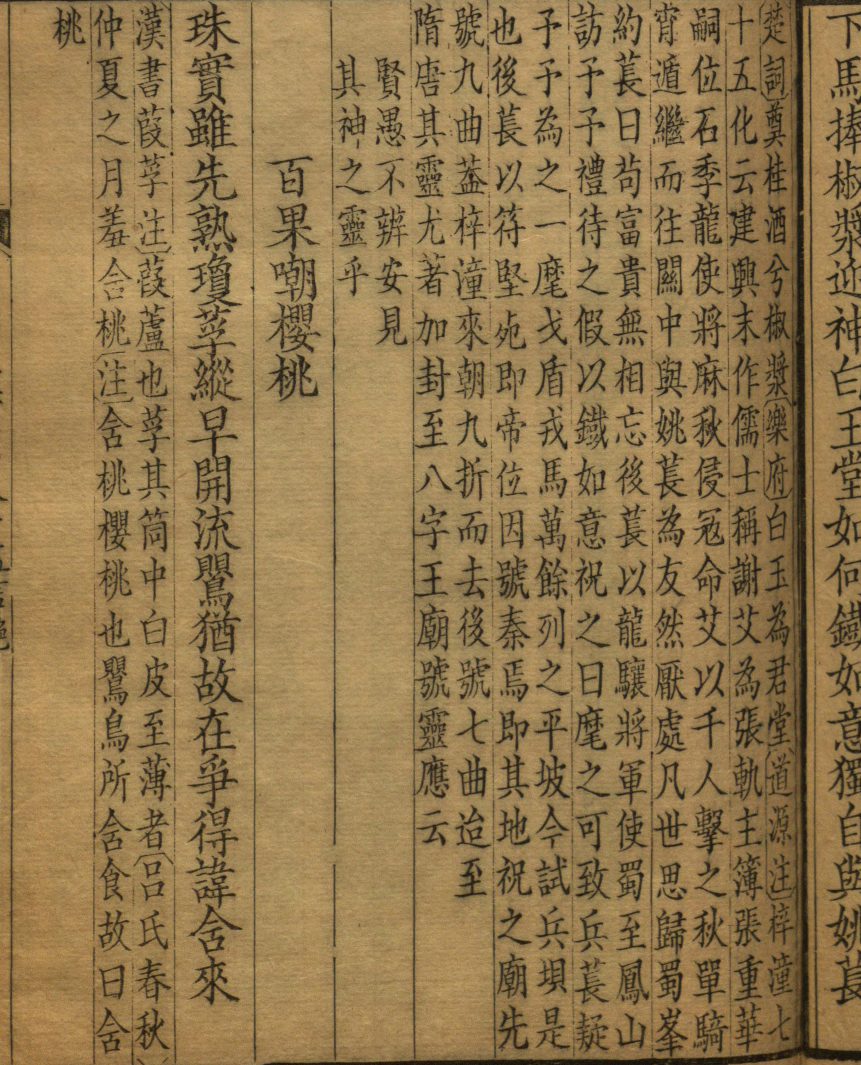 下馬捧椒漿迎神白玉堂如何鐵如意獨自與姚萇
楚詞奠桂酒兮椒漿樂府白玉為君堂道源注梓潼七
十五化云建興末作儒士稱謝艾為張軌主簿張重華
嗣位石季龍使將麻秋侵冦命艾以千人擊之秋單騎
宵遁繼而往關中與姚萇為友然厭處凡世思歸蜀峯
約萇曰苟富貴無相忘後萇以龍驤將軍使蜀至鳳山
訪予予禮待之假以鐵如意祝之曰麾之可致兵萇疑
予予為之一麾戈盾戎馬萬餘列之平坡今試兵垻是
也後萇以苻堅死即帝位因號秦焉即其地祝之廟先
號九曲葢梓潼來朝九折而去後號七曲迨至
隋唐其靈尤著加封至八字王廟號靈應云
賢愚不辨安見
其神之靈乎
百果嘲櫻桃
珠實雖先熟瓊莩縱早開流鸎猶故在爭得諱含來
漢書葭莩注葭蘆也莩其筒中白皮至薄者呂氏春秋
仲夏之月羞含桃注含桃櫻桃也鸎鳥所含食故曰含
桃